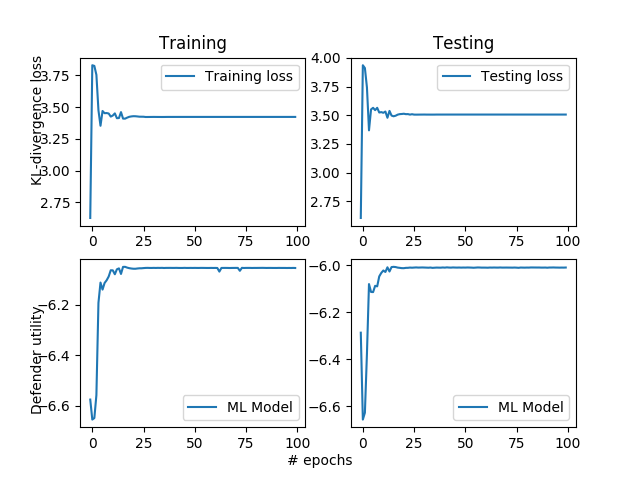 Training
Testing
KL-divergence loss
3.75
3.50
3.25
3.00
2.75
Training loss
0 25 50 75 100
4.00
3.75
3.50
3.25
3.00
2.75
Testing loss
0 25 50 75 100
Defender utility
−6.2
−6.4
−6.6
ML Model
0 25 50 75 100
−6.0
−6.2
−6.4
−6.6
ML Model
0 25 50 75 100
# epochs